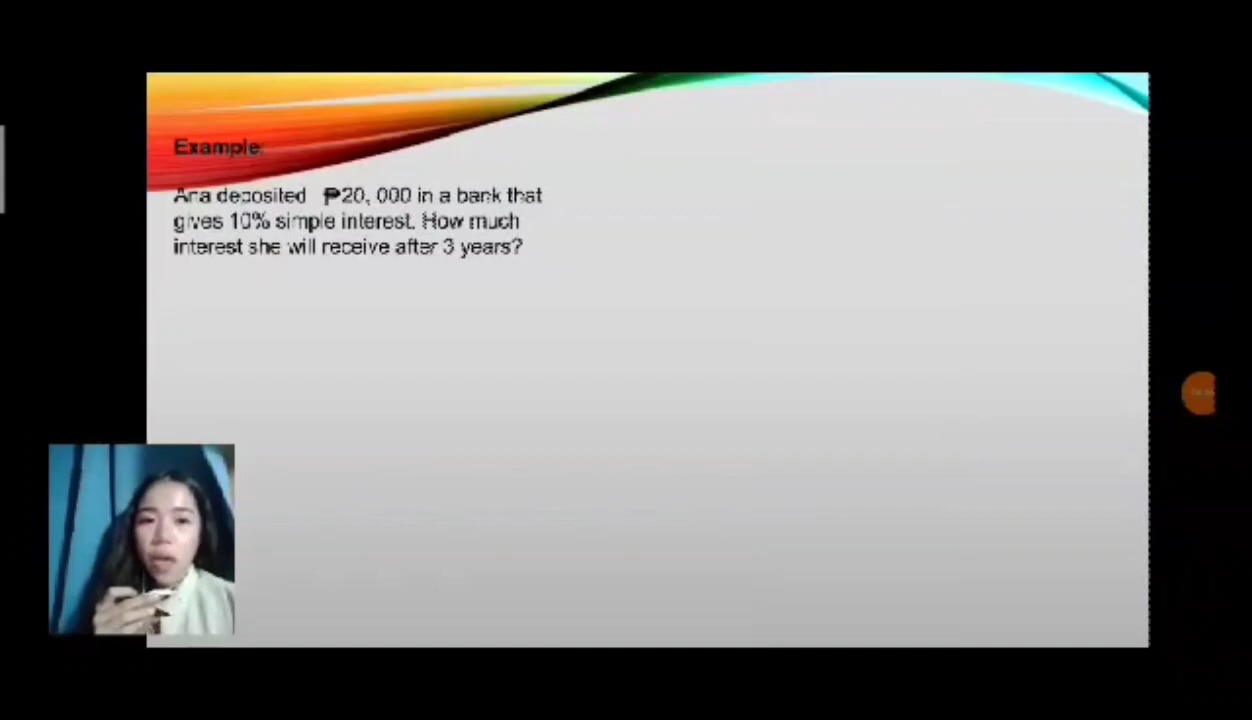 Example:
Ana deposited ₱20, 000 in a bank that
gives 10% simple interest. How much
interest she will receive after 3 years?